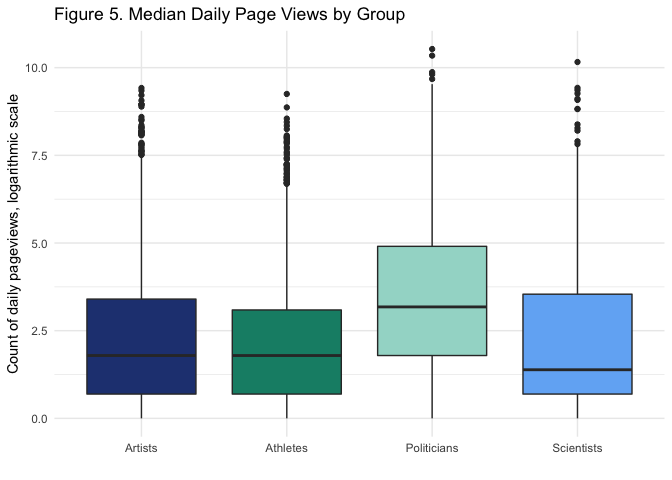 Figure 5. Median Daily Page Views by Group
Count of daily pageviews, logarithmic scale
10.0
7.5
5.0
2.5
0.0
Artists Athletes Politicians Scientists